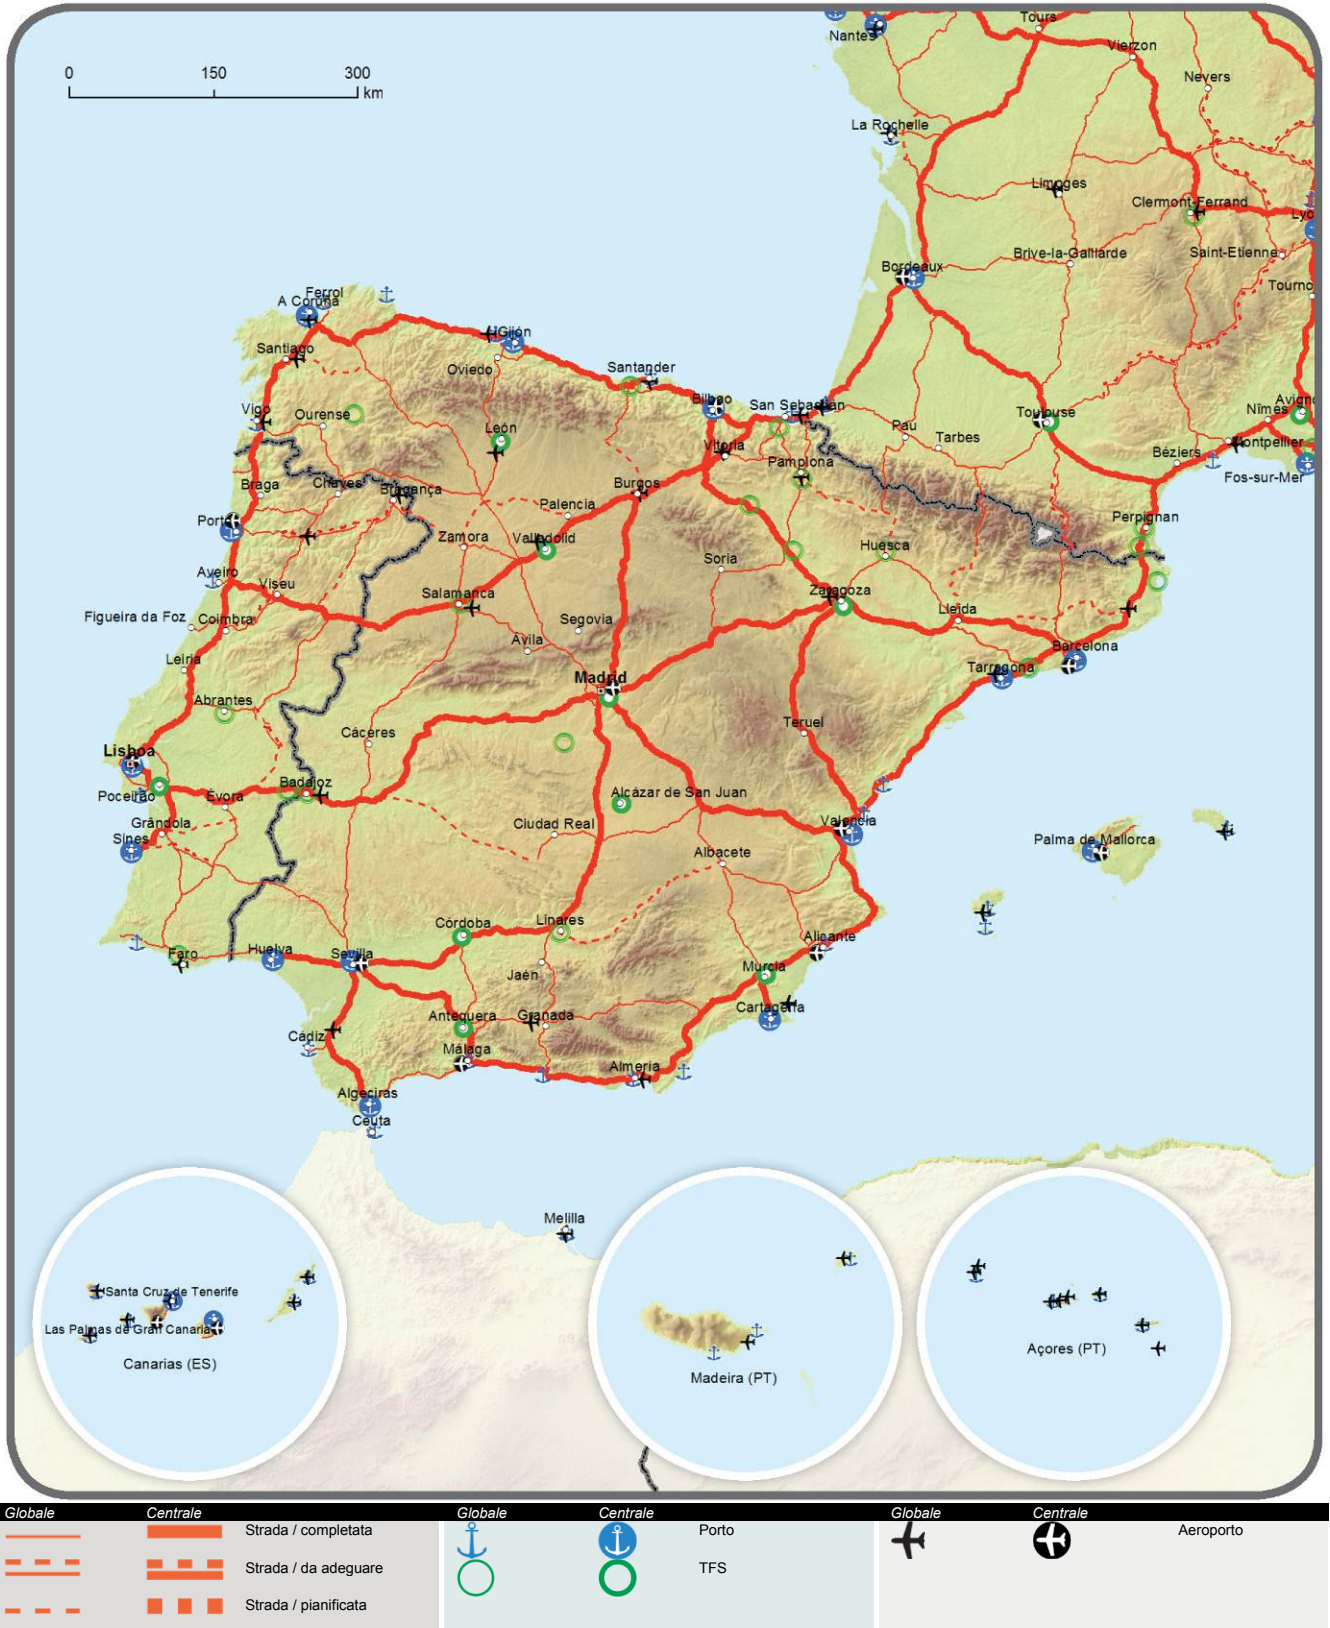 Tours
Nantes
Vierzon
0 150 300
km
Nevers
La Rochelle
Limoges
Clermont-Ferrand
Lyo
Brive-la-Gaillarde
Saint-Etienne
Bordeaux
Tourno
Ferrol
A Coruña
Gijón
Santiago
Oviedo
Santander
Bilbao
San Sebastián
Avigno
Vigo
Ourense
Toulouse
Nîmes
León
Pau
Tarbes
Vitoria
Montpellier
Béziers
Pamplona
Fos-sur-Mer
Braga
Chaves
Bragança
Burgos
Palencia
Perpignan
Porto
Zamora
Valladolid
Soria
Huesca
Aveiro
Viseu
Salamanca
Zaragoza
Figueira da Foz
Coimbra
Segovia
Lleida
Ávila
Barcelona
Leiria
Tarragona
Madrid
Abrantes
Teruel
Cáceres
Lisboa
Badajoz
Poceirão
Évora
Alcázar de San Juan
Grândola
Ciudad Real
Valencia
Sines
Palma de Mallorca
Albacete
Córdoba
Linares
Faro
Huelva
Sevilla
Alicante
Jaén
Murcia
Cartagena
Antequera
Granada
Cádiz
Málaga
Almería
Algeciras
Ceuta
Melilla
Santa Cruz de Tenerife
Las Palmas de Gran Canaria
Canarias (ES)
Madeira (PT)
Açores (PT)
Globale Centrale Globale Centrale Globale Centrale
Strada / completata Porto Aeroporto
Strada / da adeguare TFS
Strada / pianificata